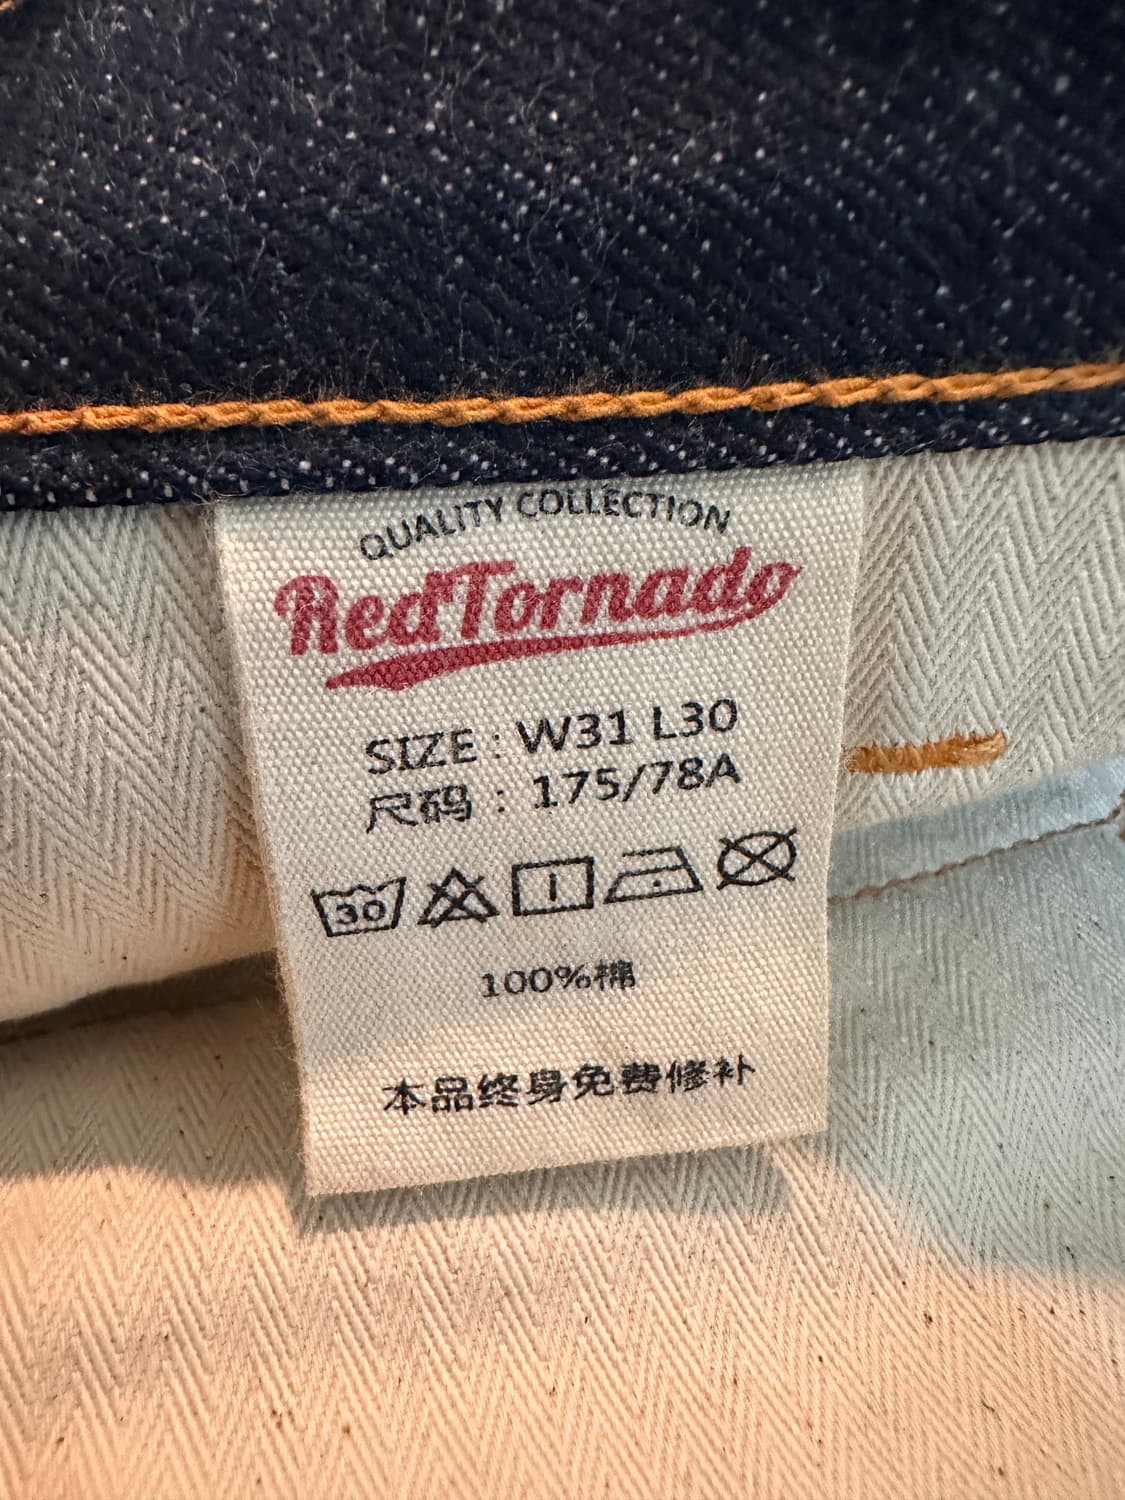 QUALITY COLLECTION
RedTornado
SIZE : W31 L30
尺码 : 175/78A
30
100%棉
本品终身免费修补